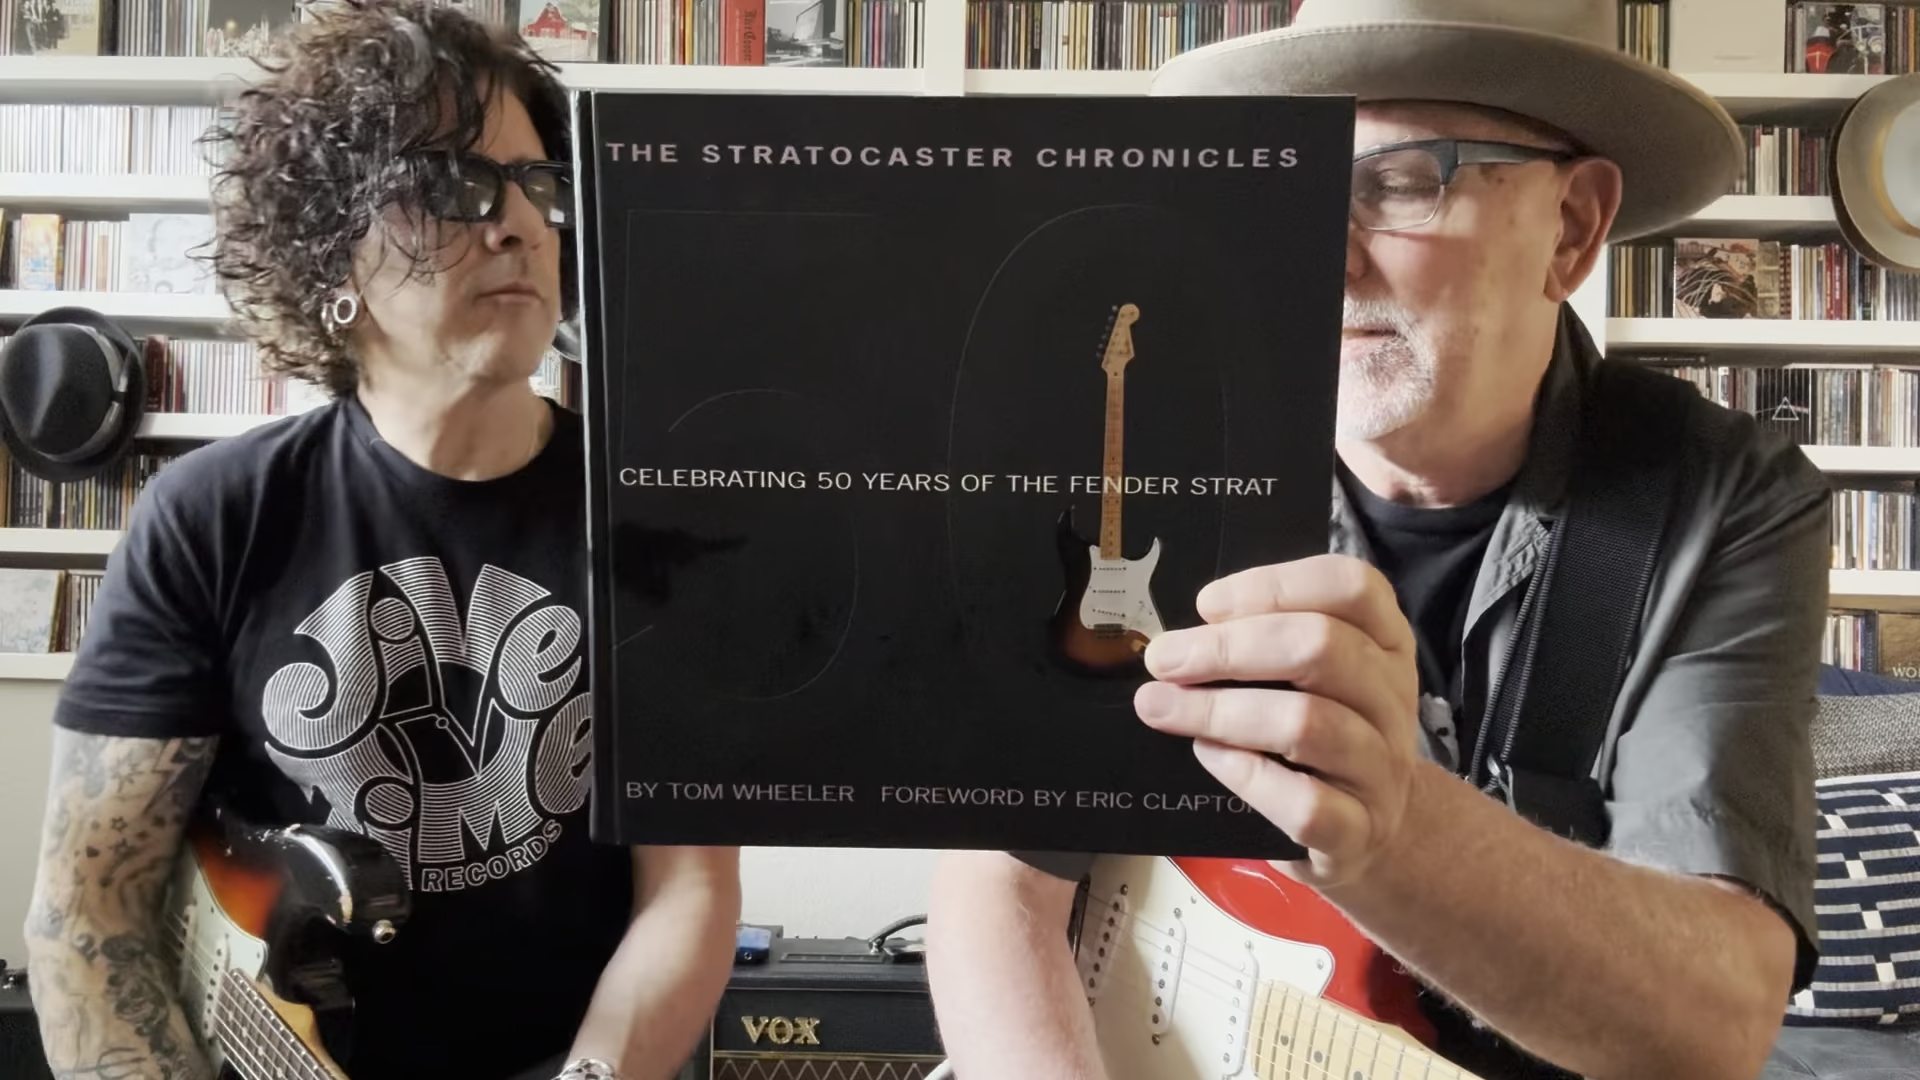 THE STRATOCASTER CHRONICLES
50
CELEBRATING 50 YEARS OF THE FENDER STRAT
BY TOM WHEELER FOREWORD BY ERIC CLAPTO
JiVe
TiMe
RECORDS
VOX